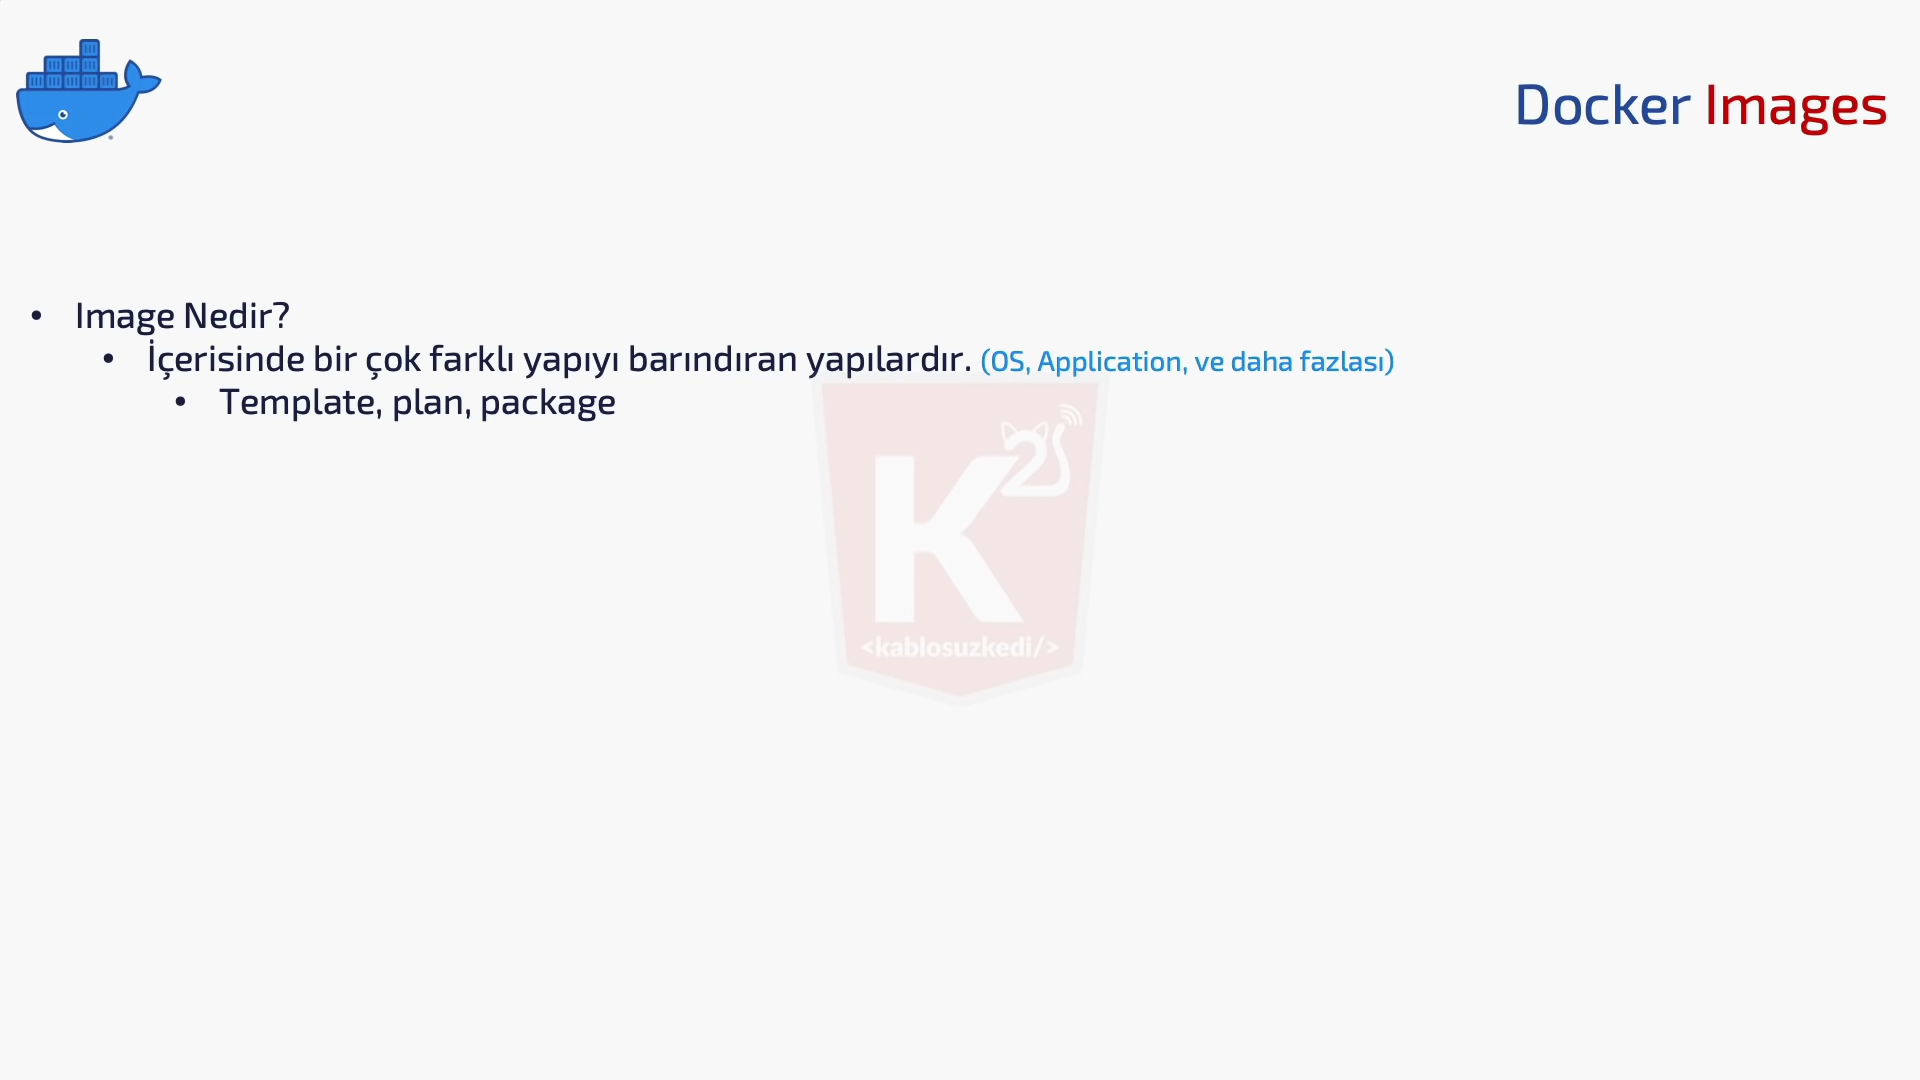 Docker Images
• Image Nedir?
• İçerisinde bir çok farklı yapıyı barındıran yapılardır. (OS, Application, ve daha fazlası)
• Template, plan, package
K2
<kablosuzkedi/>